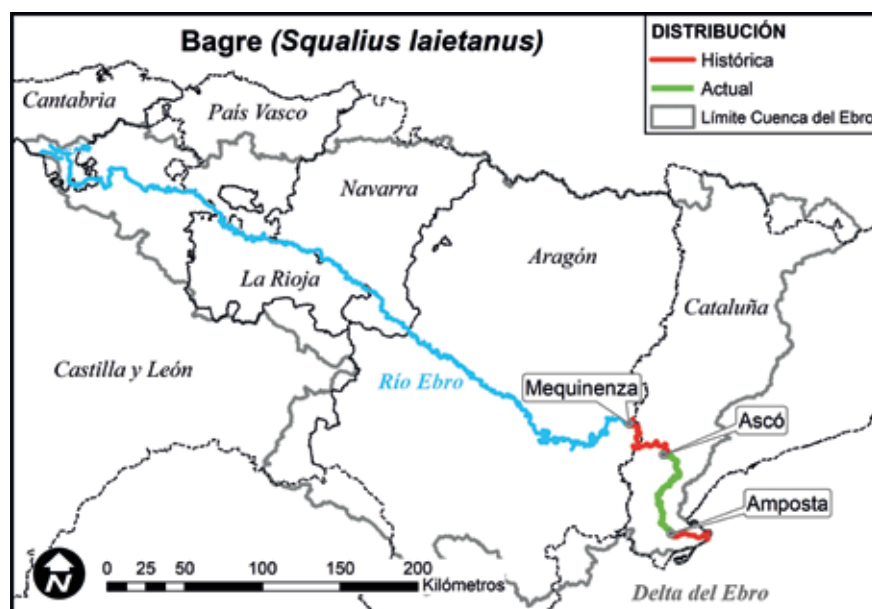 Bagre (Squalius laietanus)
DISTRIBUCIÓN
Histórica
Actual
Límite Cuenca del Ebro
Cantabria
País Vasco
Navarra
Aragón
La Rioja
Cataluña
Castilla y León
Río Ebro
Mequinenza
Ascó
Amposta
N
0 25 50 100 150 200
Kilómetros
Delta del Ebro